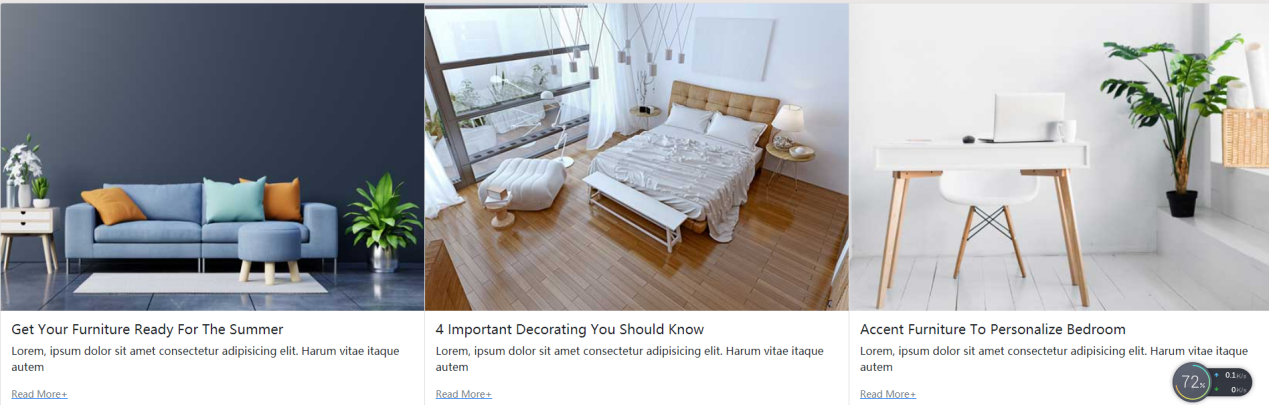 Get Your Furniture Ready For The Summer
Lorem, ipsum dolor sit amet consectetur adipisicing elit. Harum vitae itaque
autem
Read More+
4 Important Decorating You Should Know
Lorem, ipsum dolor sit amet consectetur adipisicing elit. Harum vitae itaque
autem
Read More+
Accent Furniture To Personalize Bedroom
Lorem, ipsum dolor sit amet consectetur adipisicing elit. Harum vitae itaque
autem
Read More+
72%
0.1K/s
0K/s